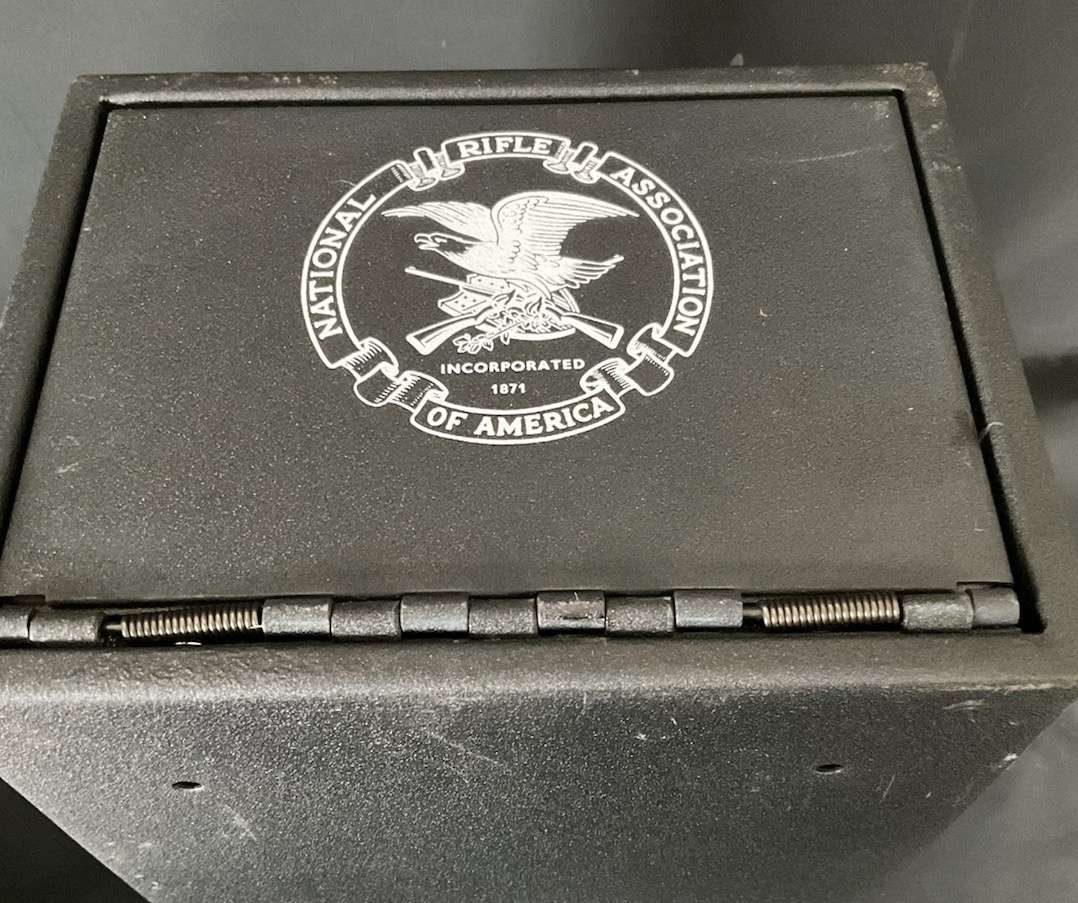 NATIONAL RIFLE ASSOCIATION
INCORPORATED
1871
OF AMERICA